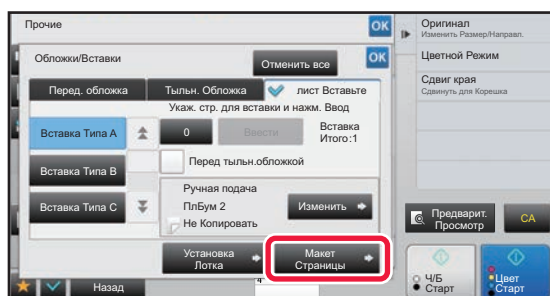 Прочие
OK
Обложки/Вставки
Отменить все
OK
Перед. обложка
Тыльн. Обложка
лист Вставьте
Укаж. стр. для вставки и нажм. Ввод
Вставка Типа A
0
Ввести
Вставка
Итого:1
Вставка Типа B
Перед тыльн.обложкой
Вставка Типа C
Ручная подача
ПлБум 2
Не Копировать
Изменить
Установка
Лотка
Макет
Страницы
Назад
Оригинал
Изменить Размер/Направл.
Цветной Режим
Сдвиг края
Сдвинуть для Корешка
Предварит.
Просмотр
CA
Ч/Б
Старт
Цвет
Старт